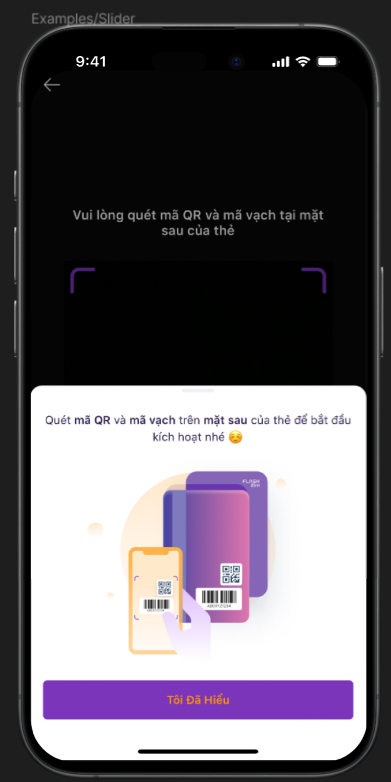 Examples/Slider
9:41
Vui lòng quét mã QR và mã vạch tại mặt
sau của thẻ
Quét mã QR và mã vạch trên mặt sau của thẻ để bắt đầu
kích hoạt nhé 😚
FLASH
Tôi Đã Hiểu